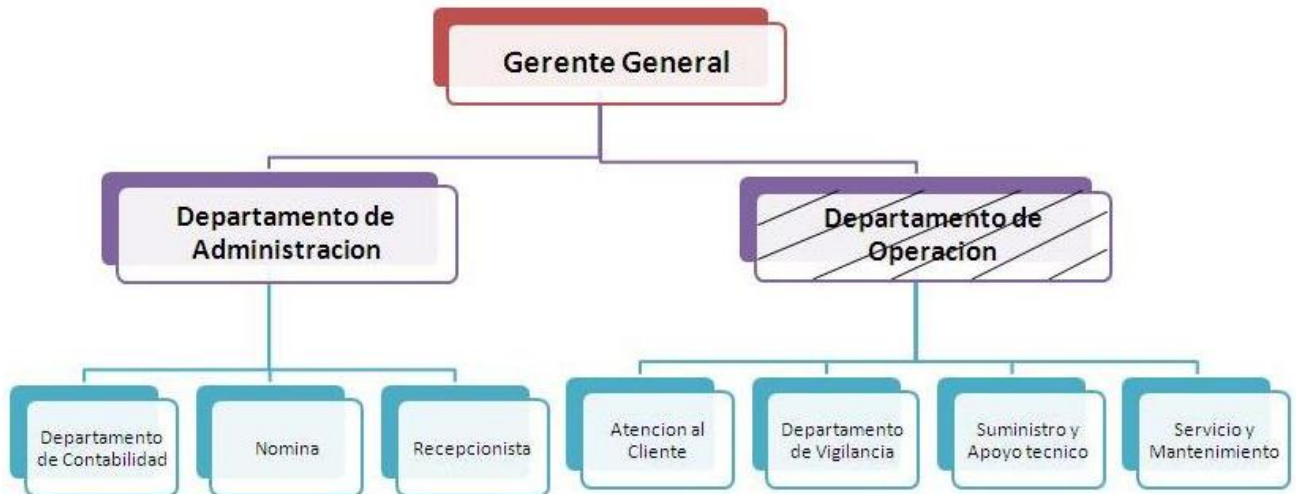 Gerente General
Departamento de
Administracion
Departamento de
Operacion
Departamento
de Contabilidad
Nomina
Recepcionista
Atencion al
Cliente
Departamento
de Vigilancia
Suministro y
Apoyo tecnico
Servicio y
Mantenimiento